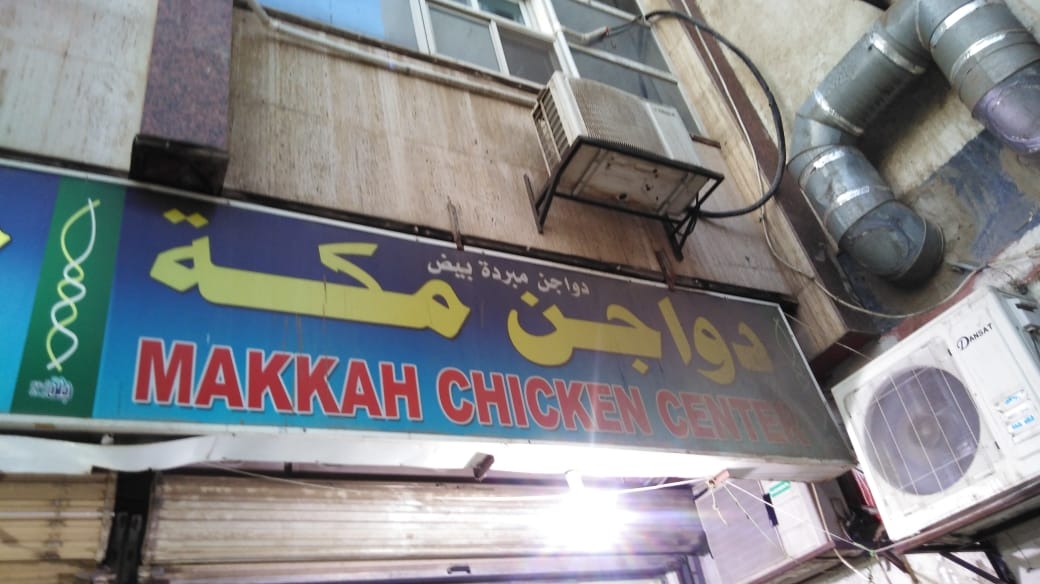 دواجن مبردة بيض
دواجن مكة
MAKKAH CHICKEN CENTER
DANSAT